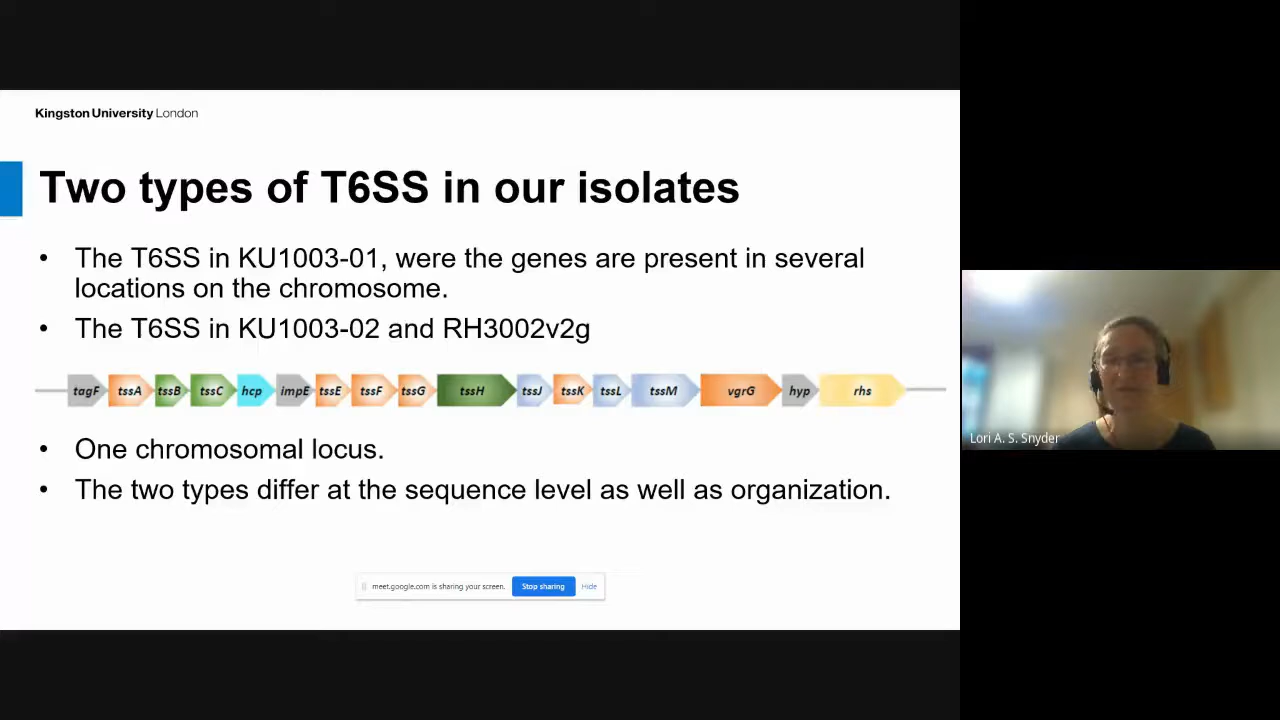 Kingston University London
Two types of T6SS in our isolates
• The T6SS in KU1003-01, were the genes are present in several
locations on the chromosome.
• The T6SS in KU1003-02 and RH3002v2g
tagF tssA tssB tssC hcp impE tssE tssF tssG tssH tssJ tssK tssL tssM vgrG hyp rhs
• One chromosomal locus.
• The two types differ at the sequence level as well as organization.
meet.google.com is sharing your screen. Stop sharing Hide
Lori A. S. Snyder